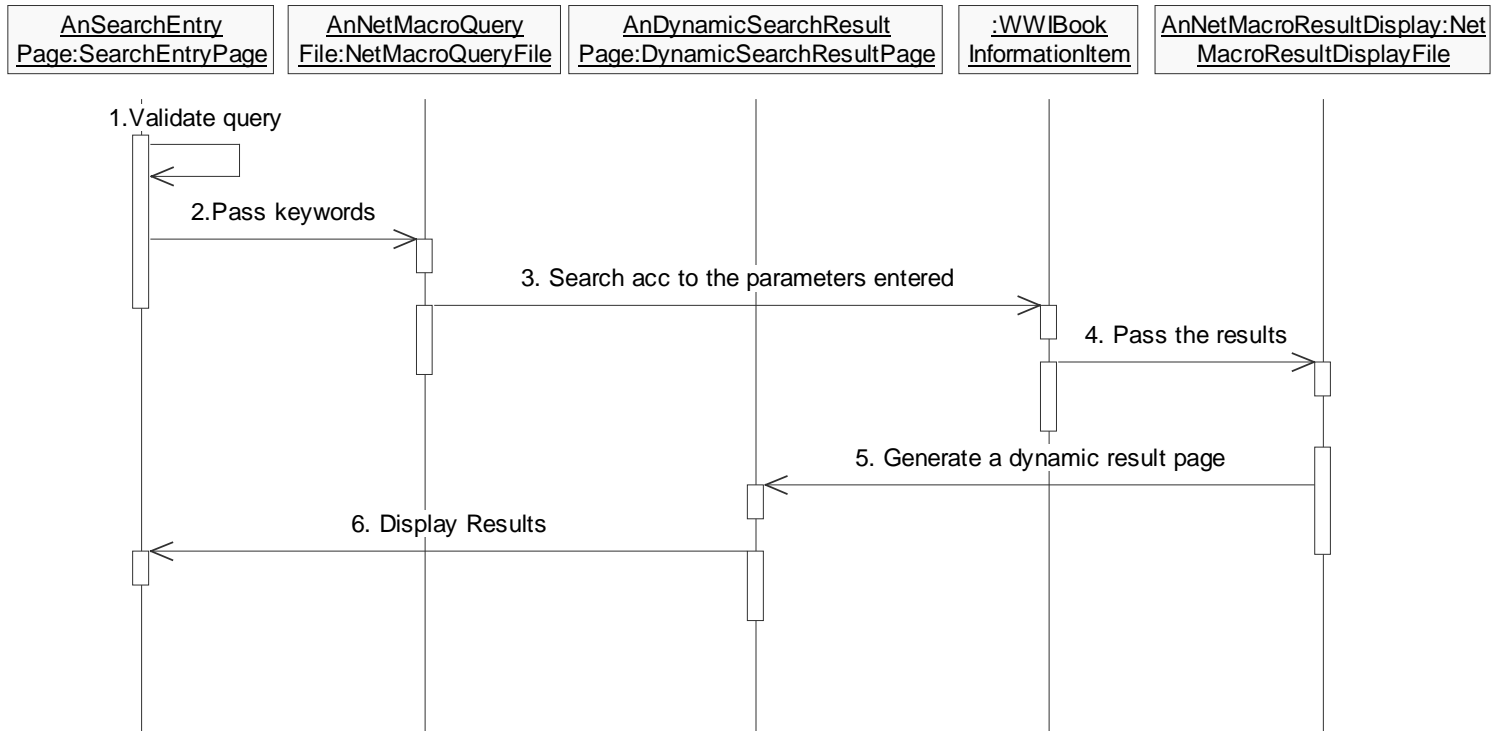 AnSearchEntry
Page:SearchEntryPage
AnNetMacroQuery
File:NetMacroQueryFile
AnDynamicSearchResult
Page:DynamicSearchResultPage
:WWIBook
InformationItem
AnNetMacroResultDisplay:Net
MacroResultDisplayFile
1.Validate query
2.Pass keywords
3. Search acc to the parameters entered
4. Pass the results
5. Generate a dynamic result page
6. Display Results